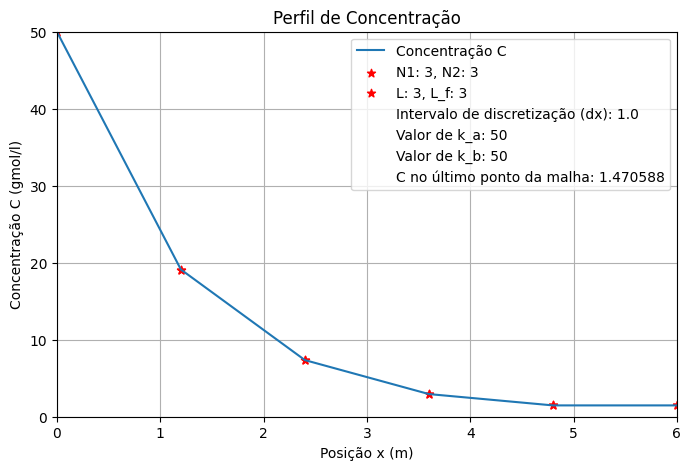 Perfil de Concentração
Concentração C (gmol/l)
50
40
30
20
10
0
Concentração C
N1: 3, N2: 3
L: 3, L_f: 3
Intervalo de discretização (dx): 1.0
Valor de k_a: 50
Valor de k_b: 50
C no último ponto da malha: 1.470588
0 1 2 3 4 5 6
Posição x (m)